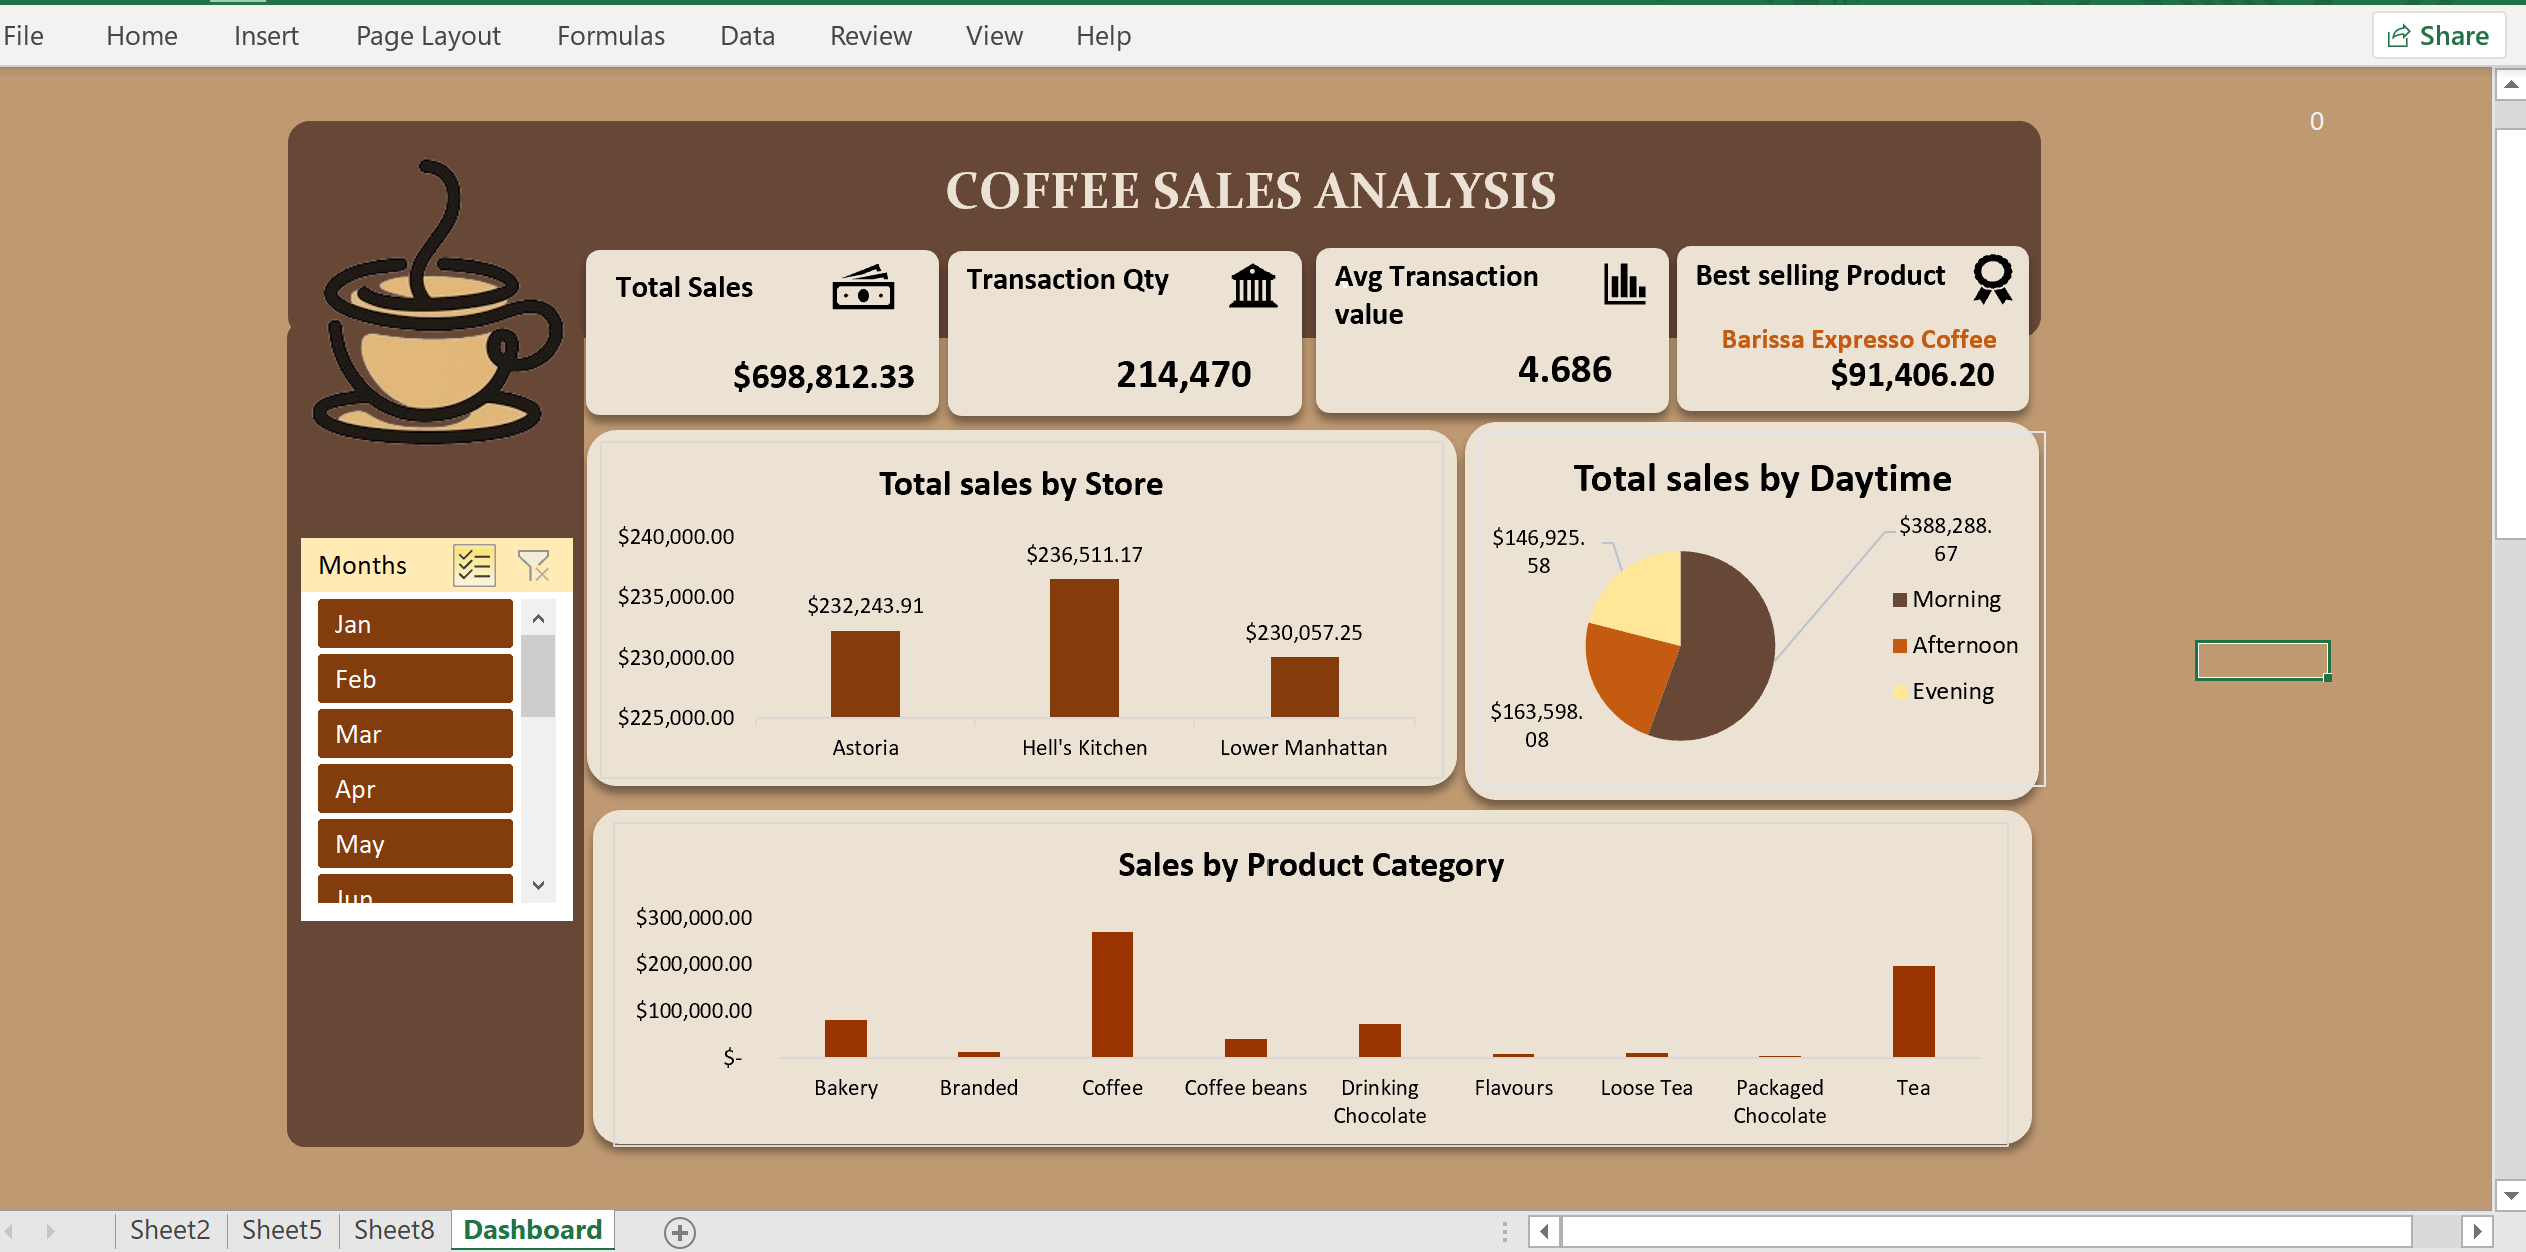 File Home Insert Page Layout Formulas Data Review View Help Share
0
COFFEE SALES ANALYSIS
Total Sales
$698,812.33
Transaction Qty
214,470
Avg Transaction
value
4.686
Best selling Product
Barissa Expresso Coffee
$91,406.20
Months
Jan
Feb
Mar
Apr
May
Jun
Total sales by Store
$240,000.00
$235,000.00
$230,000.00
$225,000.00
$232,243.91
$236,511.17
$230,057.25
Astoria Hell's Kitchen Lower Manhattan
Total sales by Daytime
$146,925.
58
$388,288.
67
$163,598.
08
Morning
Afternoon
Evening
Sales by Product Category
$300,000.00
$200,000.00
$100,000.00
$-
Bakery Branded Coffee Coffee beans Drinking Flavours Loose Tea Packaged Tea
Chocolate Chocolate
Sheet2 Sheet5 Sheet8 Dashboard